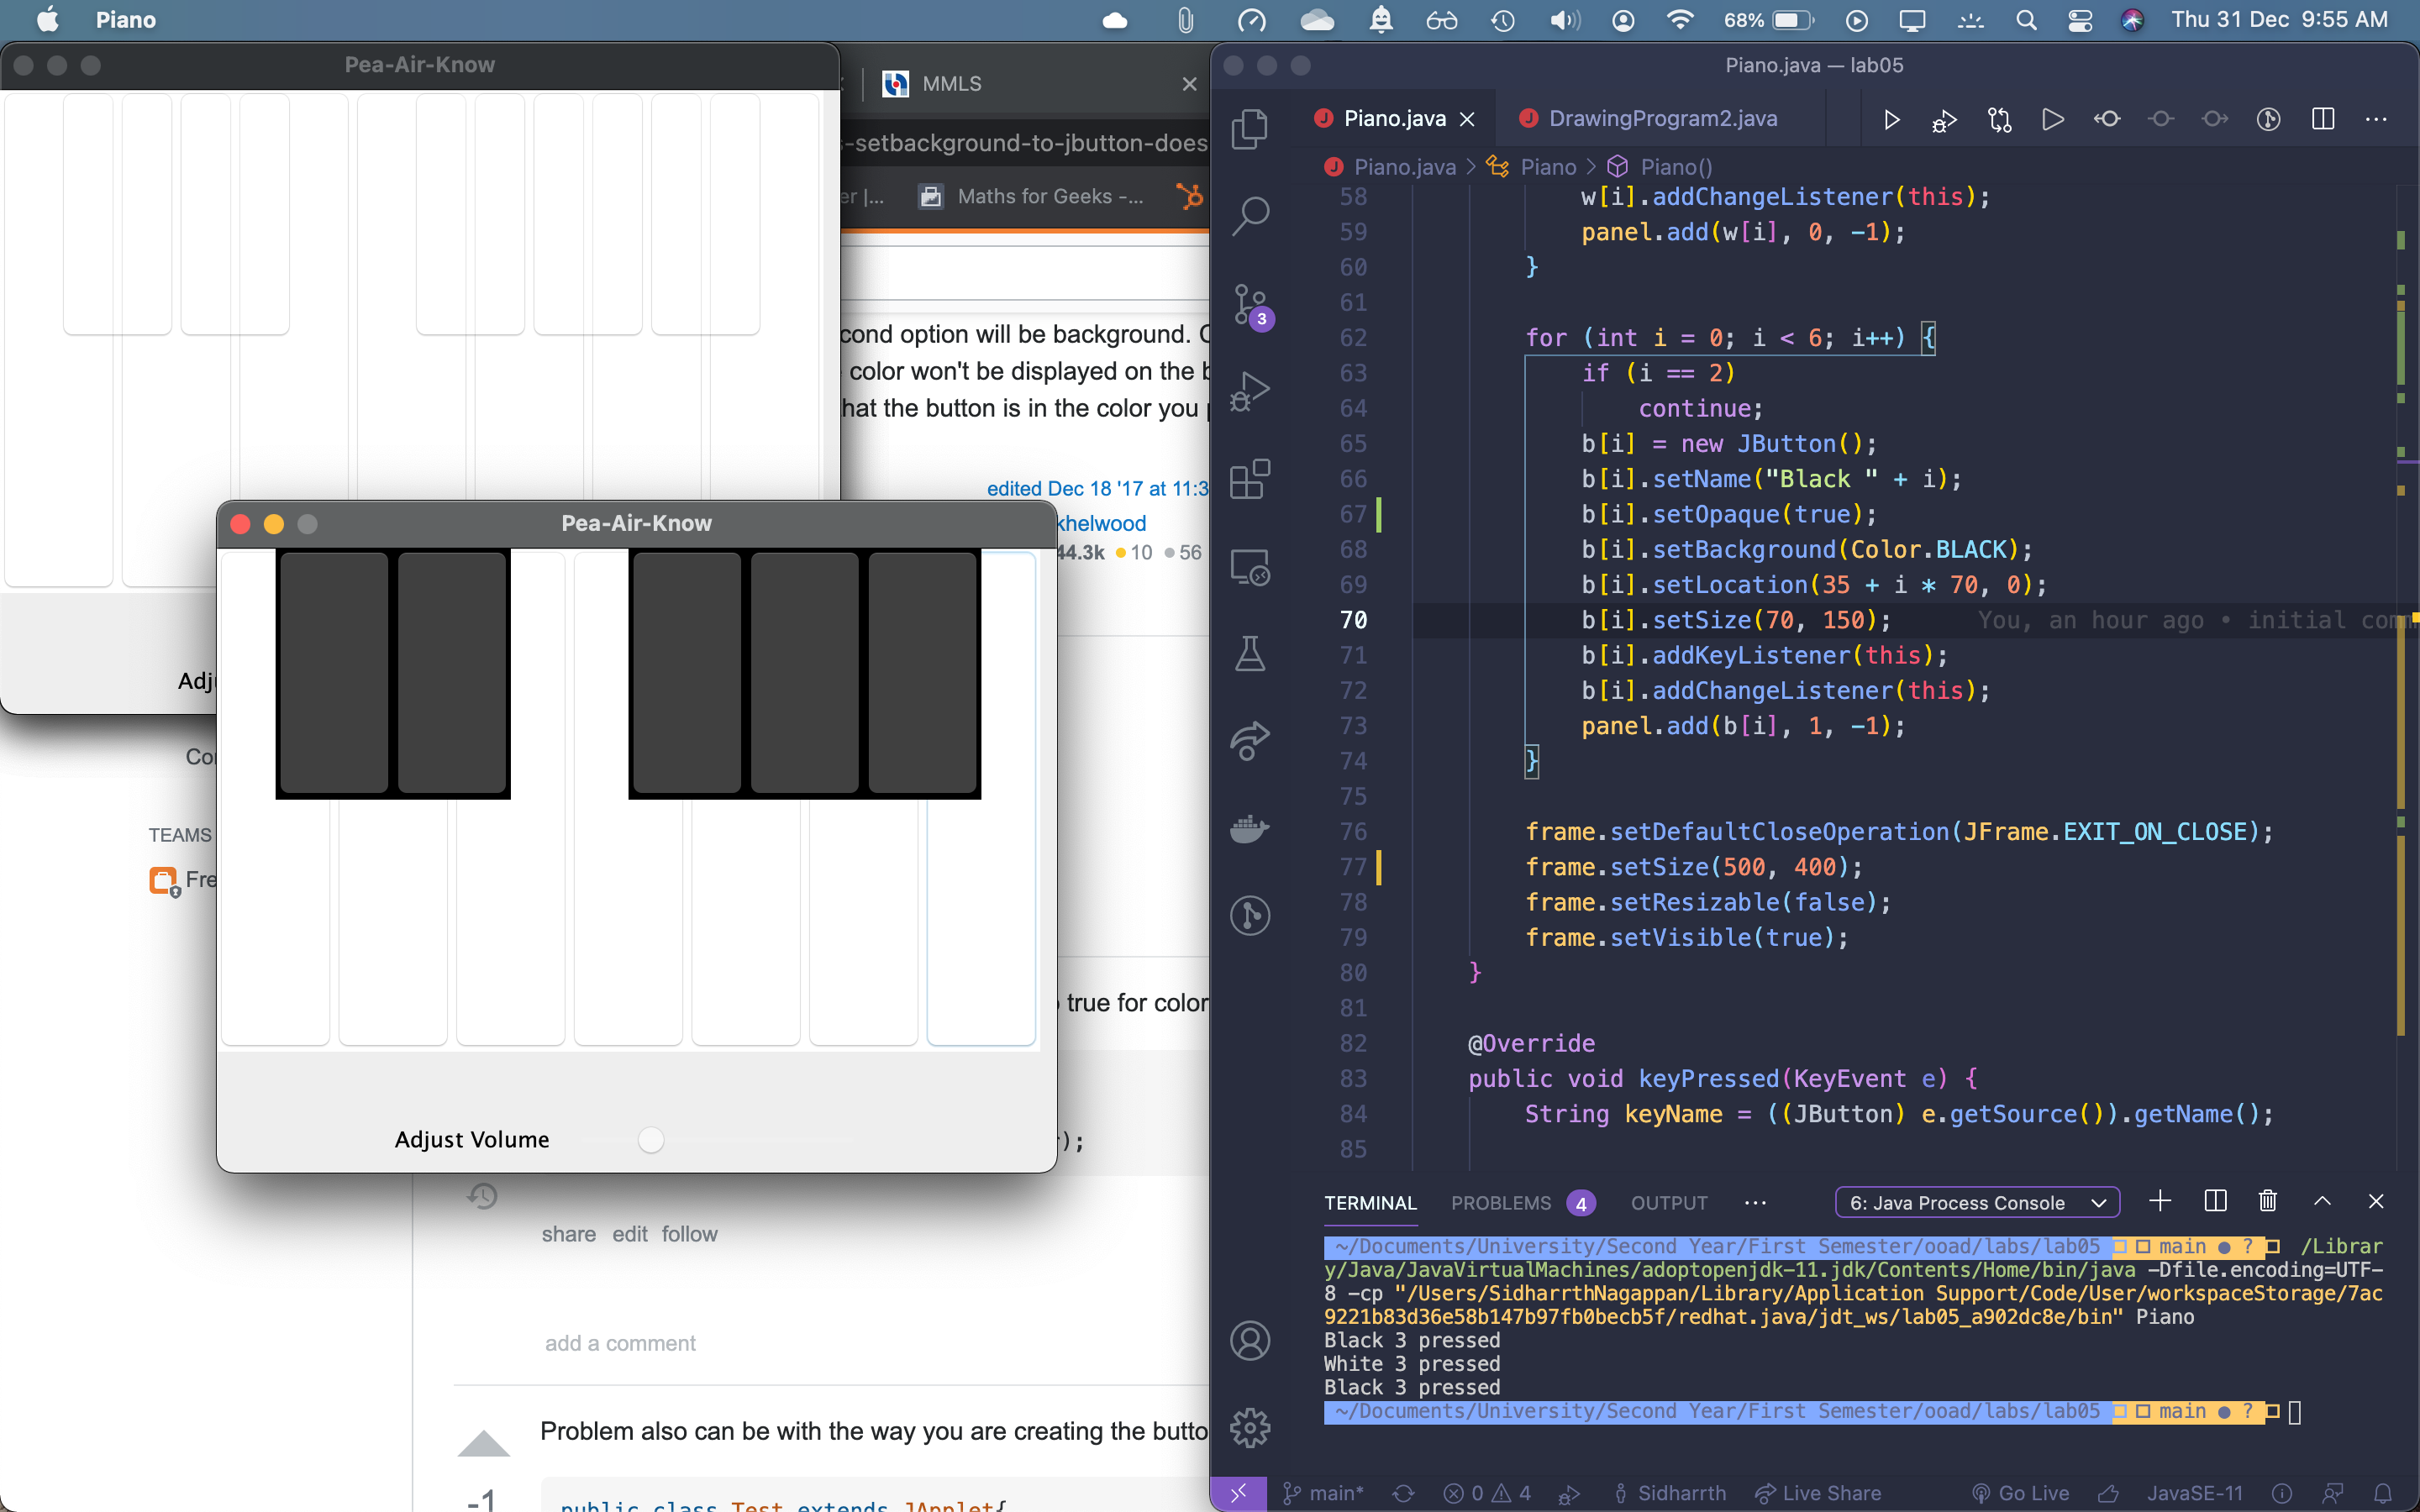 Piano
68%
Thu 31 Dec 9:55 AM
Pea-Air-Know
MMLS
-setbackground-to-jbutton-does
er |...
Maths for Geeks -...
cond option will be background. C
color won't be displayed on the b
hat the button is in the color you
edited Dec 18 '17 at 11:3
khelwood
44.3k 10 56
Adju
Pea-Air-Know
Adjust Volume
TEAMS
Fre
true for color
);
share edit follow
add a comment
Problem also can be with the way you are creating the butto
-1
public class Test extends JApplet{
Piano.java — lab05
Piano.java
DrawingProgram2.java
Piano.java > Piano > Piano()
58 w[i].addChangeListener(this);
59 panel.add(w[i], 0, -1);
60 }
61
62 for (int i = 0; i < 6; i++) {
63 if (i == 2)
64 continue;
65 b[i] = new JButton();
66 b[i].setName("Black " + i);
67 b[i].setOpaque(true);
68 b[i].setBackground(Color.BLACK);
69 b[i].setLocation(35 + i * 70, 0);
70 b[i].setSize(70, 150); You, an hour ago • initial comm
71 b[i].addKeyListener(this);
72 b[i].addChangeListener(this);
73 panel.add(b[i], 1, -1);
74 }
75
76 frame.setDefaultCloseOperation(JFrame.EXIT_ON_CLOSE);
77 frame.setSize(500, 400);
78 frame.setResizable(false);
79 frame.setVisible(true);
80 }
81
82 @Override
83 public void keyPressed(KeyEvent e) {
84 String keyName = ((JButton) e.getSource()).getName();
85
3
TERMINAL PROBLEMS 4 OUTPUT ... 6: Java Process Console
~/Documents/University/Second Year/First Semester/ooad/labs/lab05 main ● ? /Librar
y/Java/JavaVirtualMachines/adoptopenjdk-11.jdk/Contents/Home/bin/java -Dfile.encoding=UTF-
8 -cp "/Users/SidharrthNagappan/Library/Application Support/Code/User/workspaceStorage/7ac
9221b83d36e58b147b97fb0becb5f/redhat.java/jdt_ws/lab05_a902dc8e/bin" Piano
Black 3 pressed
White 3 pressed
Black 3 pressed
~/Documents/University/Second Year/First Semester/ooad/labs/lab05 main ● ?
main* 0 4 Sidharrth Live Share Go Live JavaSE-11